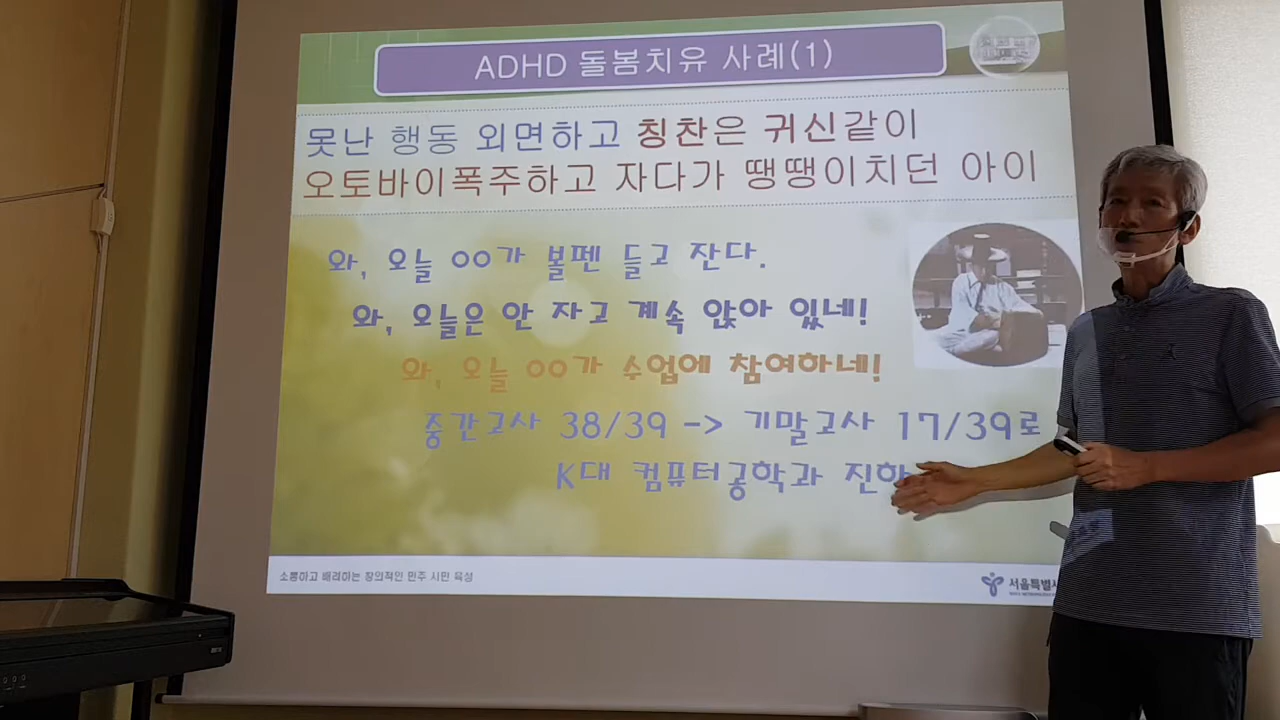 ADHD 돌봄치유 사례(1)
못난 행동 외면하고 칭찬은 귀신같이
오토바이폭주하고 자다가 땡땡이치던 아이
와, 오늘 OO가 볼펜 들고 잔다.
와, 오늘은 안 자고 계속 앉아 있네!
와, 오늘 OO가 수업에 참여하네!
중간고사 38/39 -> 기말고사 17/39로
K대 컴퓨터공학과 진학
소통하고 배려하는 창의적인 민주 시민 육성
서울특별시